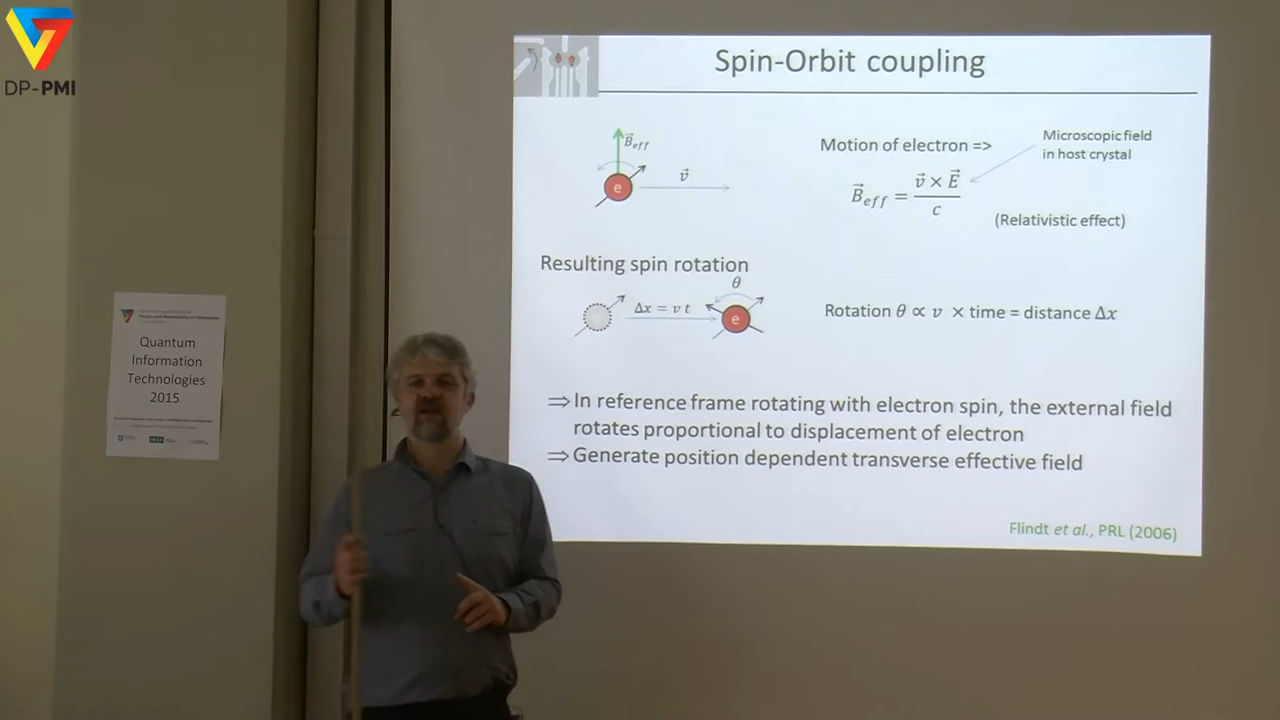 DP-PMI
Quantum
Information
Technologies
2015
Spin-Orbit coupling
B⃗eff
e
v⃗
Motion of electron =>
B⃗eff = v⃗ × E⃗ / c
Microscopic field
in host crystal
(Relativistic effect)
Resulting spin rotation
θ
Δx = v t
e
Rotation θ ∝ v × time = distance Δx
⇒ In reference frame rotating with electron spin, the external field
rotates proportional to displacement of electron
⇒ Generate position dependent transverse effective field
Flindt et al., PRL (2006)